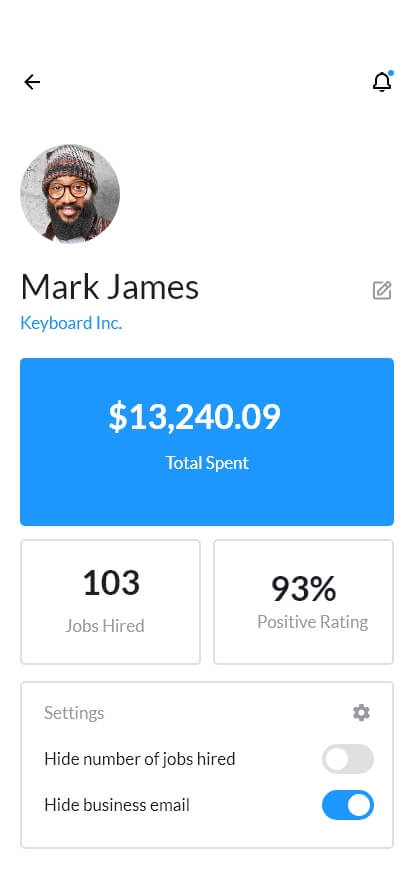 Mark James
Keyboard Inc.
$13,240.09
Total Spent
103
Jobs Hired
93%
Positive Rating
Settings
Hide number of jobs hired
Hide business email